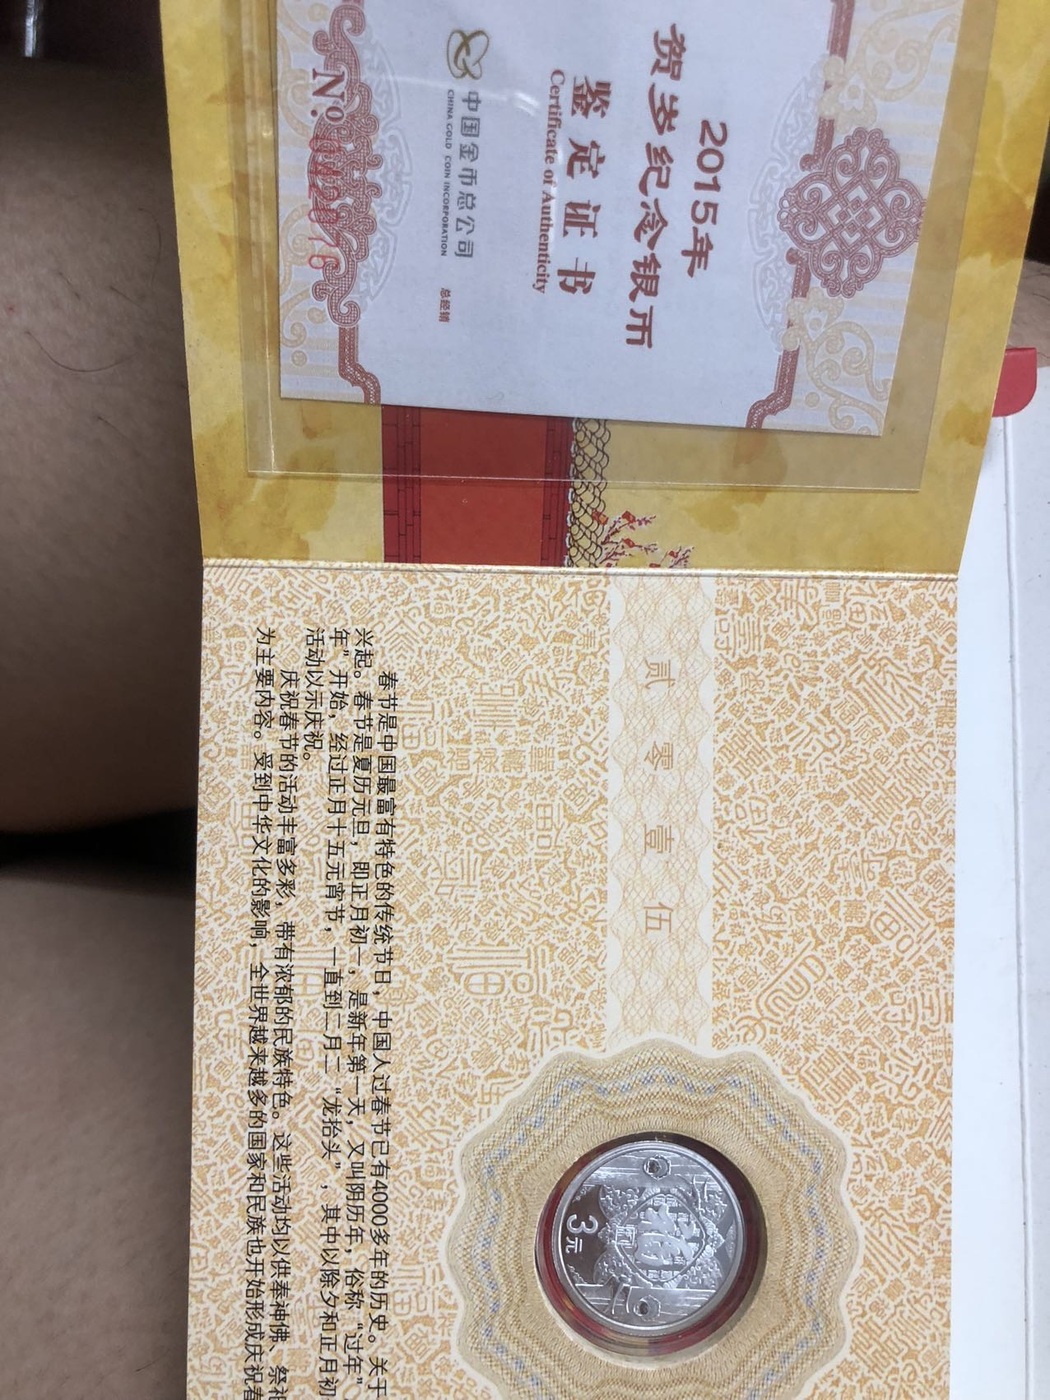 2015年
贺岁纪念银币
鉴定证书
Certificate of Authenticity
中国金币总公司
CHINA GOLD COIN INCORPORATION
总经销
No.
贰零壹伍
春节是中国最富有特色的传统节日，中国人过春节已有4000多年的历史。关于
兴起。春节是夏历元旦，即正月初一，是新年第一天，又叫阴历年，俗称“过年”
年”开始，经过正月十五元宵节，一直到二月二“龙抬头”，其中以除夕和正月初
活动以示庆祝。
庆祝春节的活动丰富多彩，带有浓郁的民族特色。这些活动均以供奉神佛、祭祀
为主要内容。受到中华文化的影响，全世界越来越多的国家和民族也开始形成庆祝春
福
3元